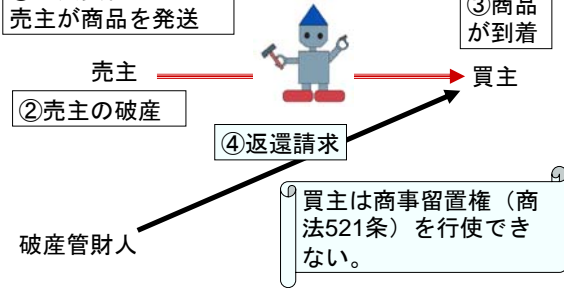 売主が商品を発送
③商品
が到着
売主
買主
②売主の破産
④返還請求
買主は商事留置権（商
法521条）を行使でき
ない。
破産管財人